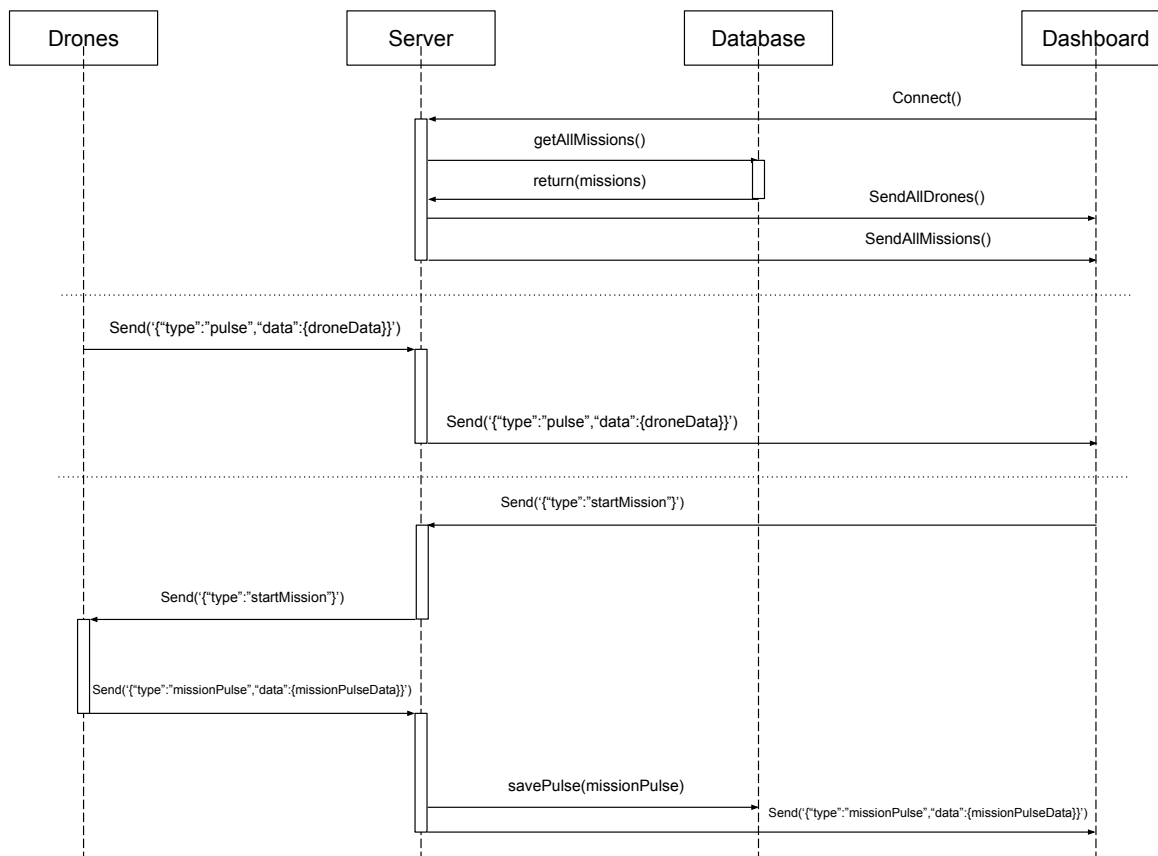 Drones
Server
Database
Dashboard
Connect()
getAllMissions()
return(missions)
SendAllDrones()
SendAllMissions()
Send(‘{“type”:”pulse”,“data”:{droneData}}’)
Send(‘{“type”:”pulse”,“data”:{droneData}}’)
Send(‘{“type”:”startMission”}’)
Send(‘{“type”:”startMission”}’)
Send(‘{“type”:”missionPulse”,“data”:{missionPulseData}}’)
savePulse(missionPulse)
Send(‘{“type”:”missionPulse”,“data”:{missionPulseData}}’)